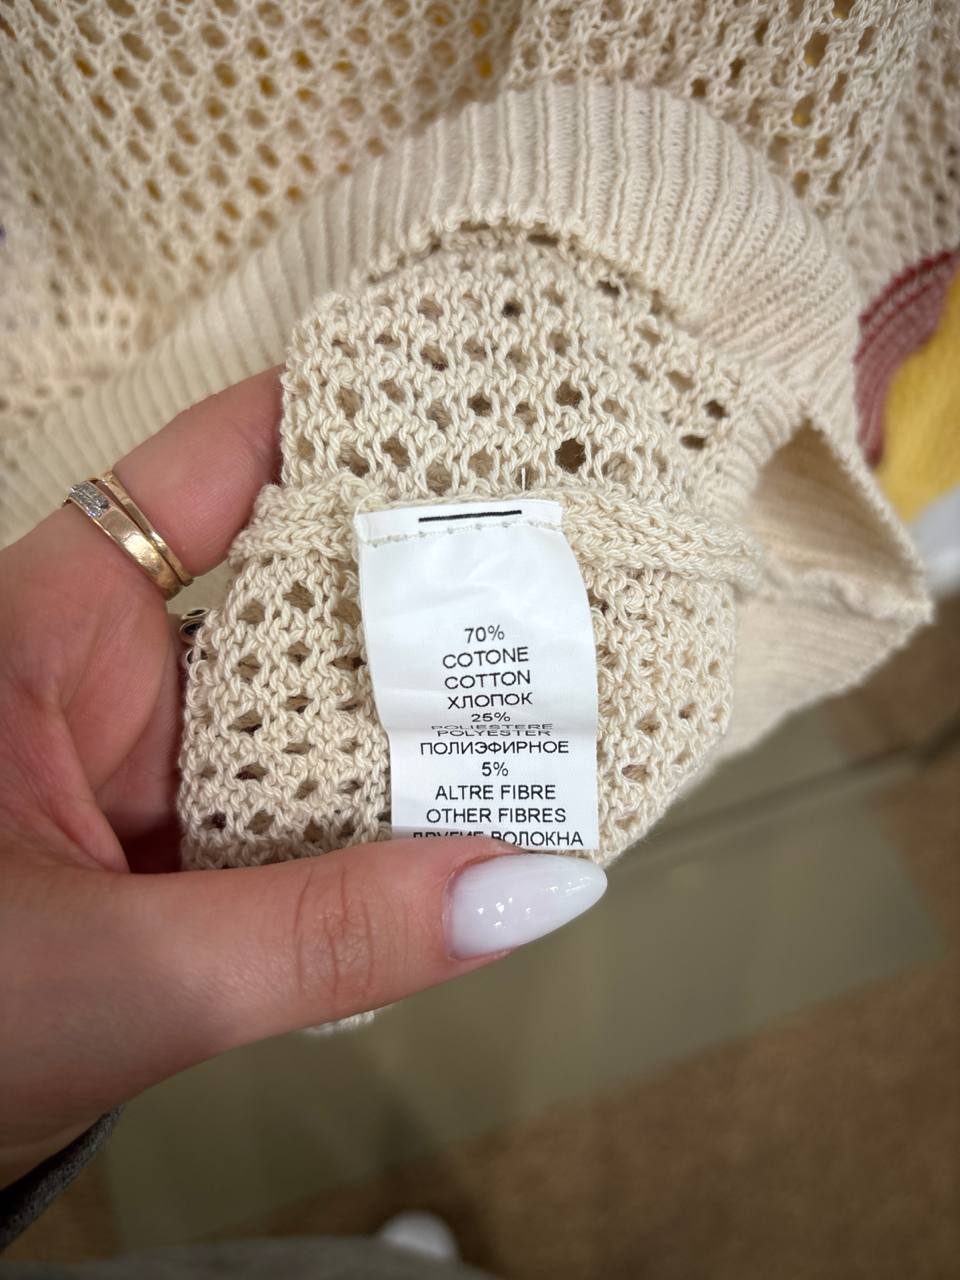 70%
COTONE
COTTON
ХЛОПОК
25%
POLIESTERE
POLYESTER
ПОЛИЭФИРНОЕ
5%
ALTRE FIBRE
OTHER FIBRES
ДРУГИЕ ВОЛОКНА